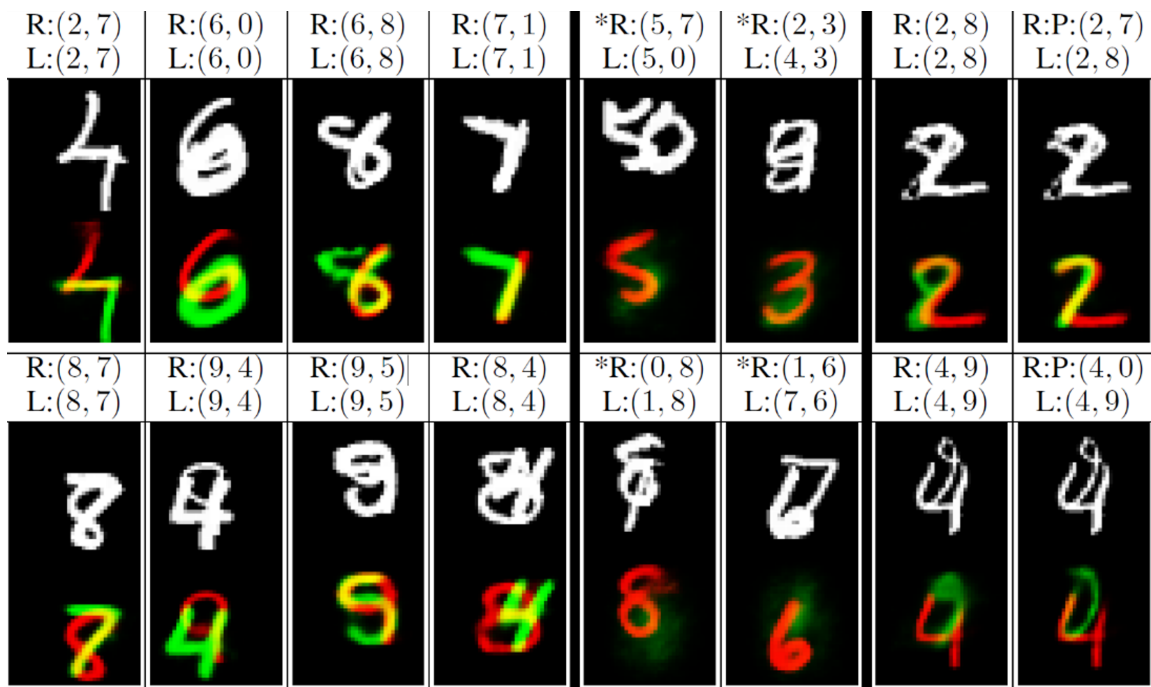 R:(2, 7) R:(6, 0) R:(6, 8) R:(7, 1) *R:(5, 7) *R:(2, 3) R:(2, 8) R:P:(2, 7)
L:(2, 7) L:(6, 0) L:(6, 8) L:(7, 1) L:(5, 0) L:(4, 3) L:(2, 8) L:(2, 8)
R:(8, 7) R:(9, 4) R:(9, 5) R:(8, 4) *R:(0, 8) *R:(1, 6) R:(4, 9) R:P:(4, 0)
L:(8, 7) L:(9, 4) L:(9, 5) L:(8, 4) L:(1, 8) L:(7, 6) L:(4, 9) L:(4, 9)